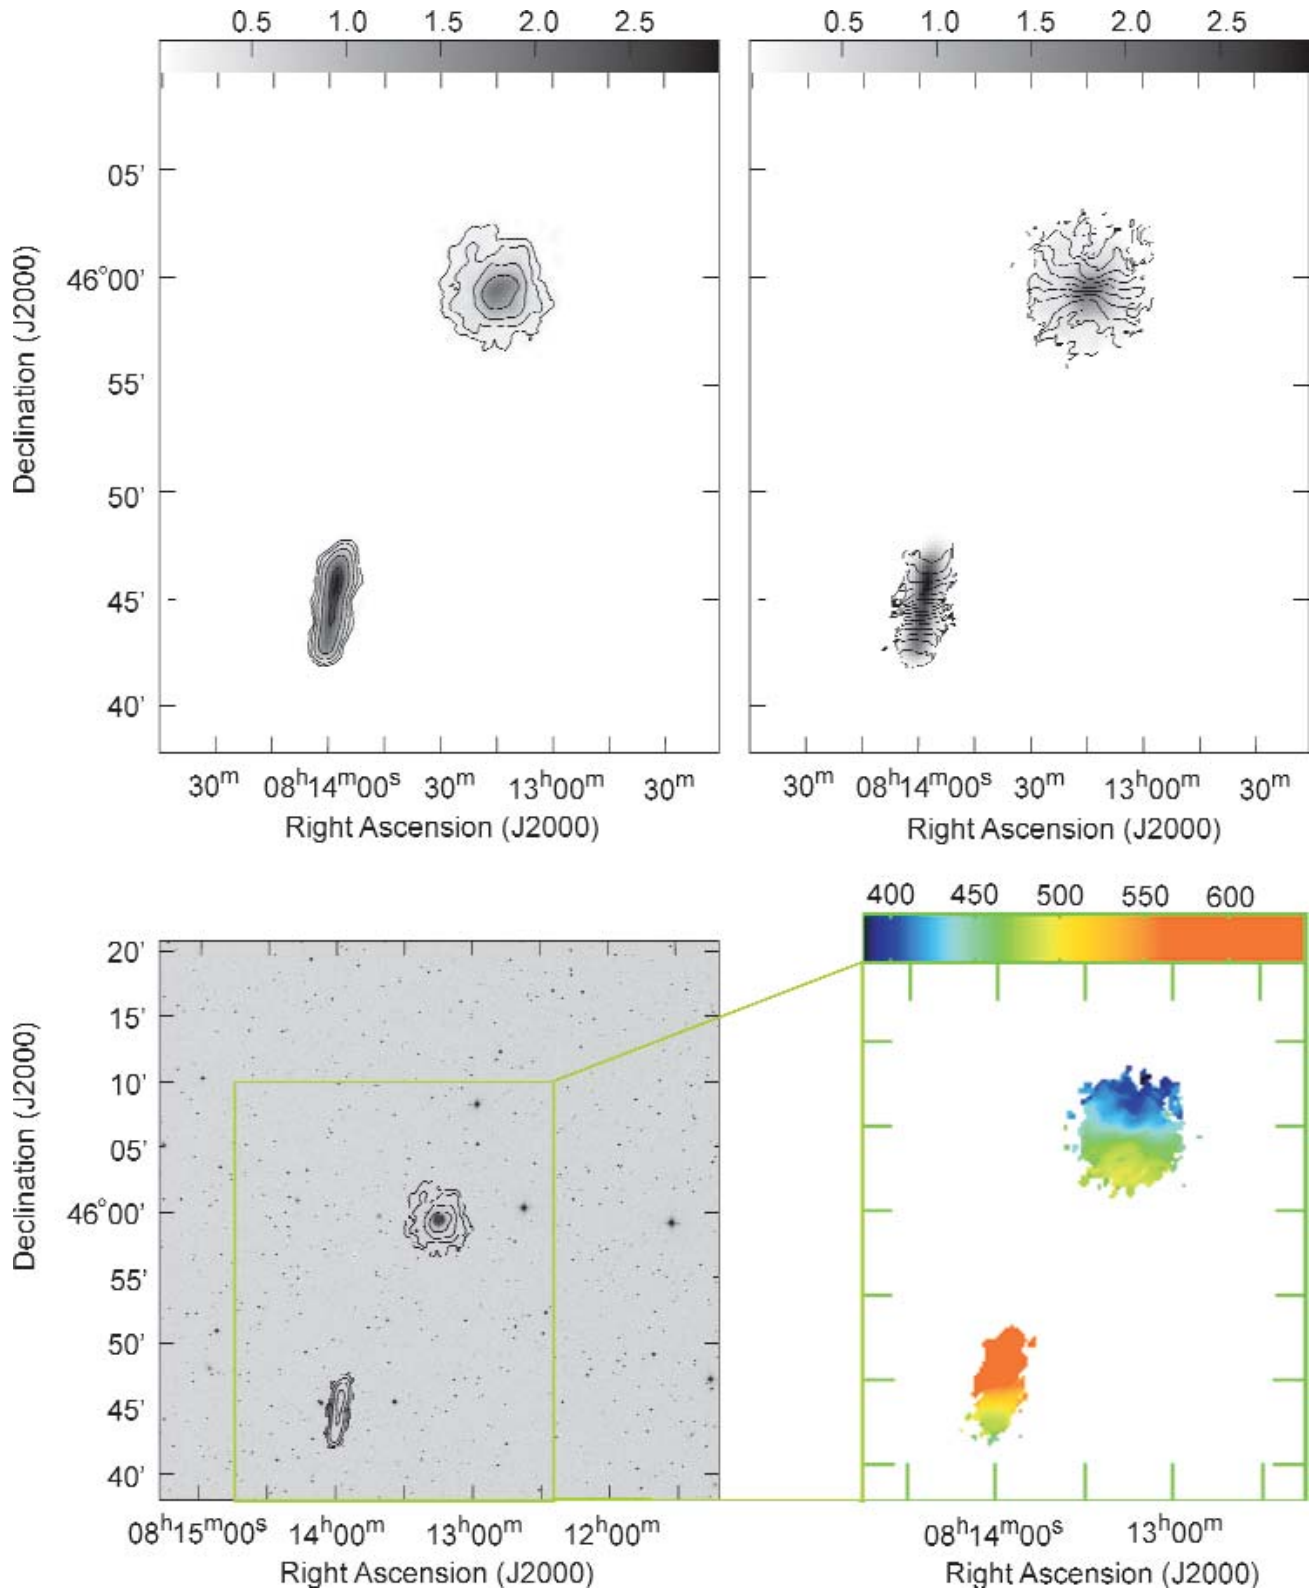 0.5 1.0 1.5 2.0 2.5
0.5 1.0 1.5 2.0 2.5
05'
46°00'
55'
50'
45'
40'
Declination (J2000)
30ᵐ 08ʰ14ᵐ00ˢ 30ᵐ 13ʰ00ᵐ 30ᵐ
Right Ascension (J2000)
30ᵐ 08ʰ14ᵐ00ˢ 30ᵐ 13ʰ00ᵐ 30ᵐ
Right Ascension (J2000)
400 450 500 550 600
20'
15'
10'
05'
46°00'
55'
50'
45'
40'
Declination (J2000)
08ʰ15ᵐ00ˢ 14ʰ00ᵐ 13ʰ00ᵐ 12ʰ00ᵐ
Right Ascension (J2000)
08ʰ14ᵐ00ˢ 13ʰ00ᵐ
Right Ascension (J2000)